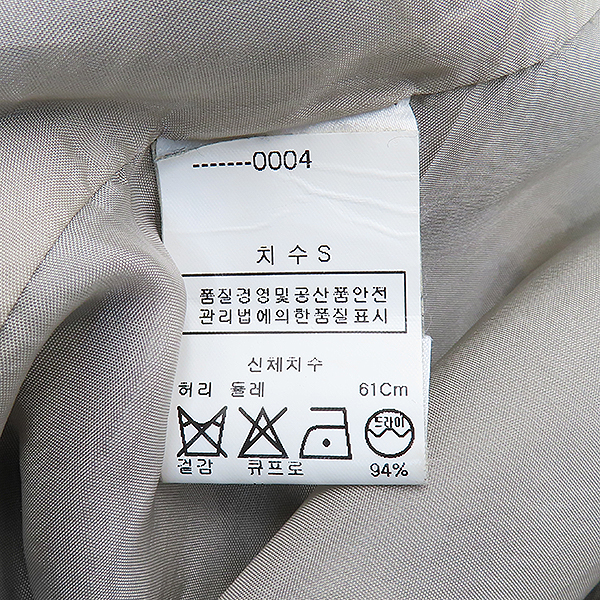 -------0004
치 수 S
품질경영및공산품안전
관리법에의한품질표시
신체치수
허리 둘레 61Cm
드라이
겉감 큐프로 94%